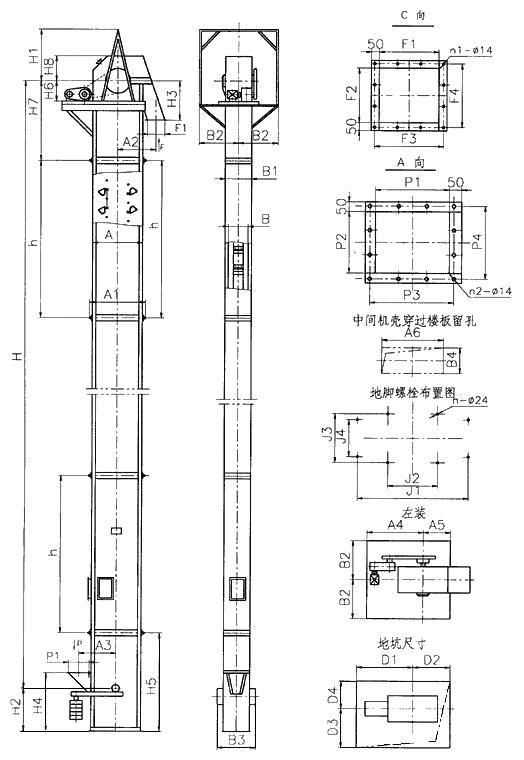 H1
H8
H6
H7
H3
F1
A2
F
h
h
A
A1
H
h
P
P1
A3
H2
H4
H5
B2
B2
B1
B
B3
C 向
50
F1
n1-ø14
F2
F4
50
F3
A 向
P1
50
50
P2
P4
P3
n2-ø14
中间机壳穿过楼板留孔
A6
B4
地脚螺栓布置图
n-ø24
J3
J4
J2
J1
左装
A4
A5
B2
B2
地坑尺寸
D1
D2
D4
D3